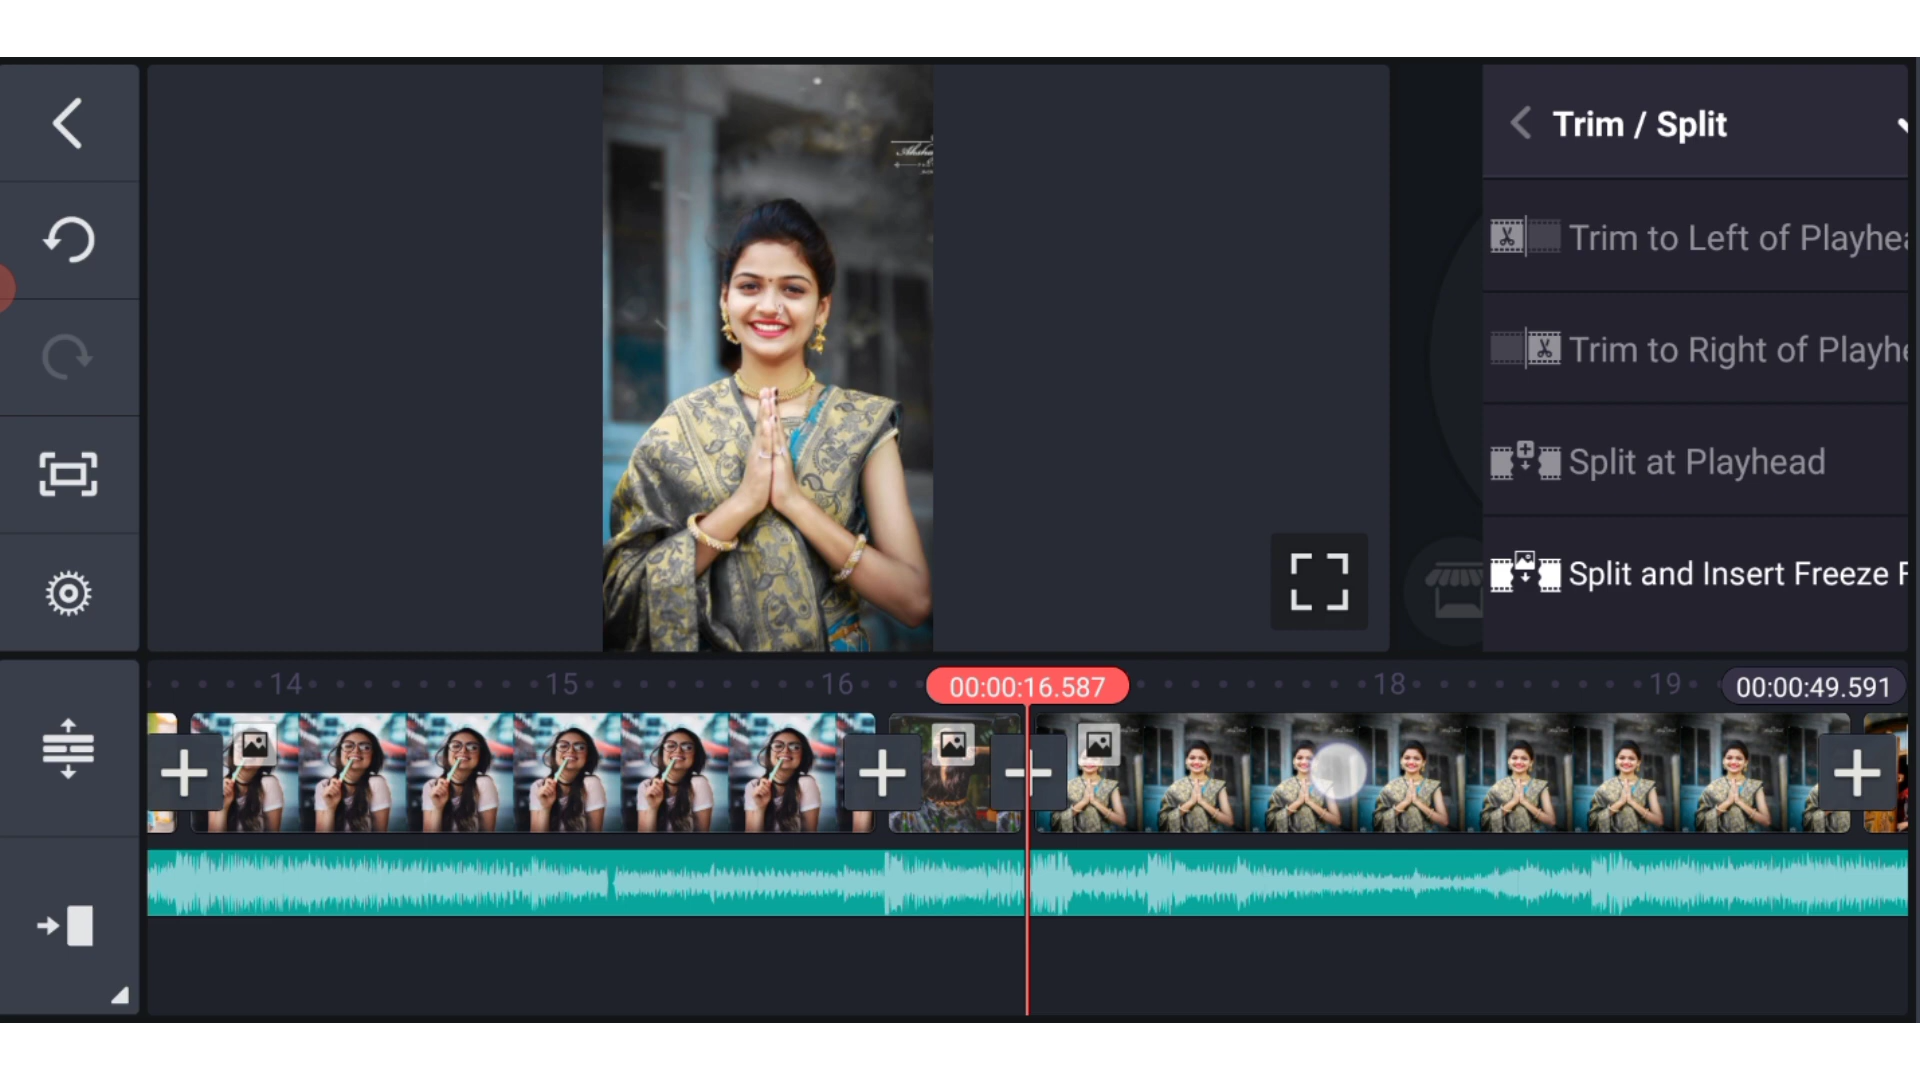 Trim / Split
Trim to Left of Playhea
Trim to Right of Playhe
Split at Playhead
Split and Insert Freeze F
14
15
16
00:00:16.587
18
19
00:00:49.591